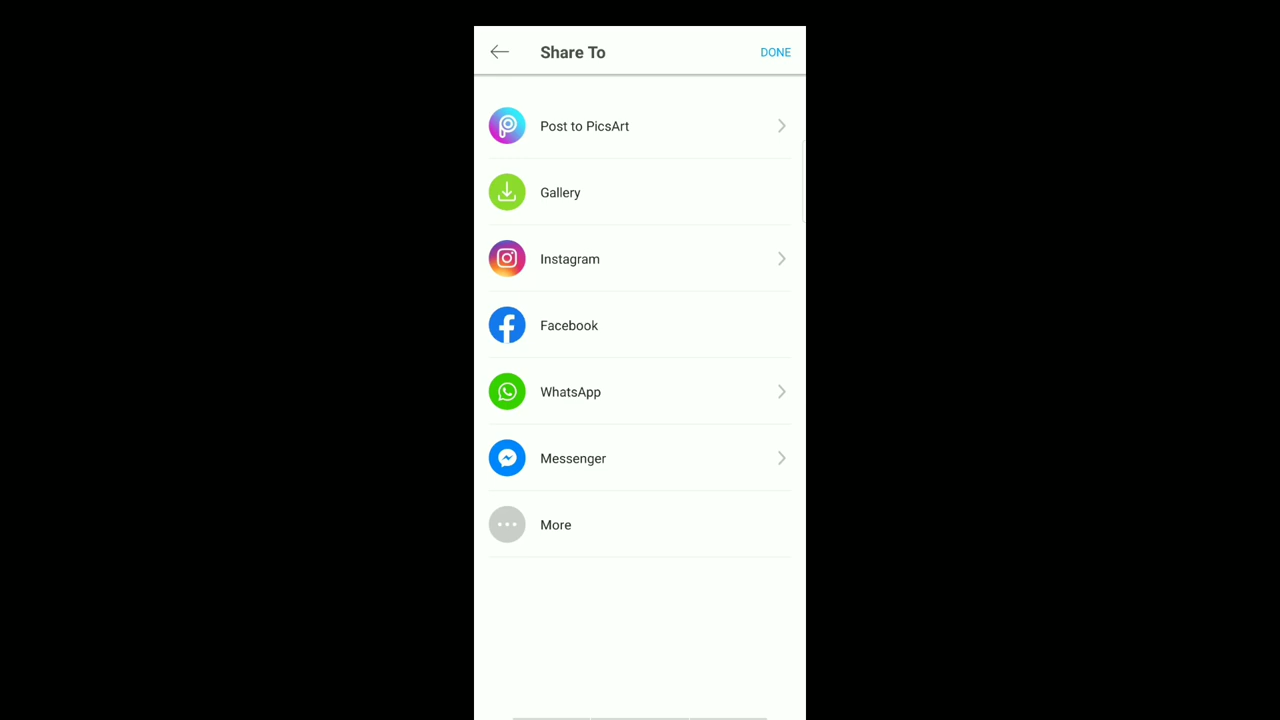 Share To
DONE
Post to PicsArt
Gallery
Instagram
Facebook
WhatsApp
Messenger
More